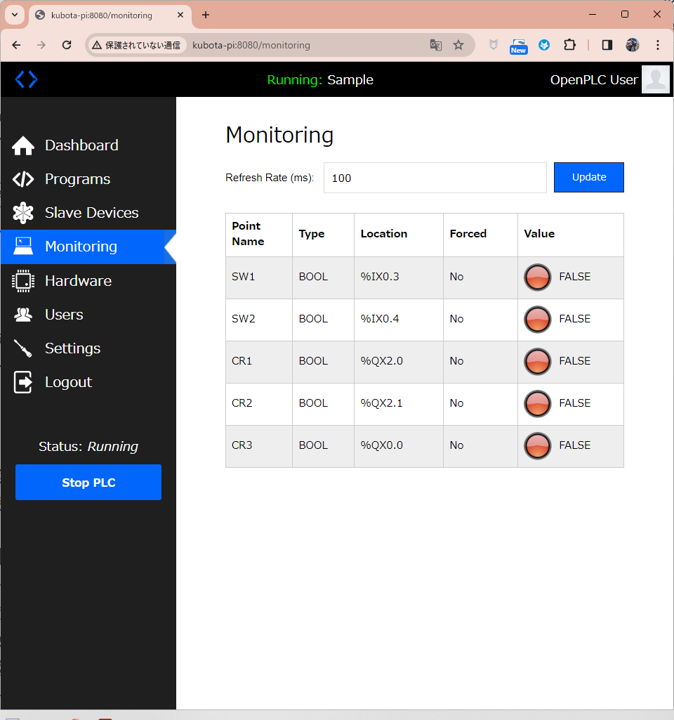 kubota-pi:8080/monitoring
保護されていない通信 kubota-pi:8080/monitoring
New
Running: Sample
OpenPLC User
Dashboard
Programs
Slave Devices
Monitoring
Hardware
Users
Settings
Logout
Status: Running
Stop PLC
Monitoring
Refresh Rate (ms): 100 Update
Point Name Type Location Forced Value
SW1 BOOL %IX0.3 No FALSE
SW2 BOOL %IX0.4 No FALSE
CR1 BOOL %QX2.0 No FALSE
CR2 BOOL %QX2.1 No FALSE
CR3 BOOL %QX0.0 No FALSE